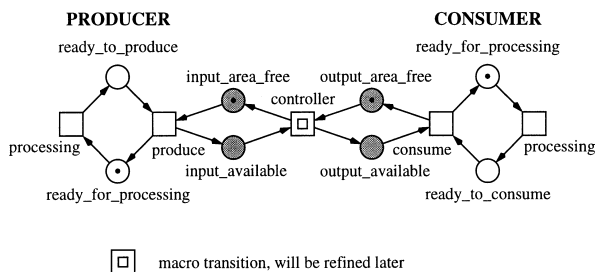 PRODUCER CONSUMER
ready_to_produce ready_for_processing
input_area_free output_area_free
controller
processing produce consume processing
input_available output_available
ready_for_processing ready_to_consume
macro transition, will be refined later